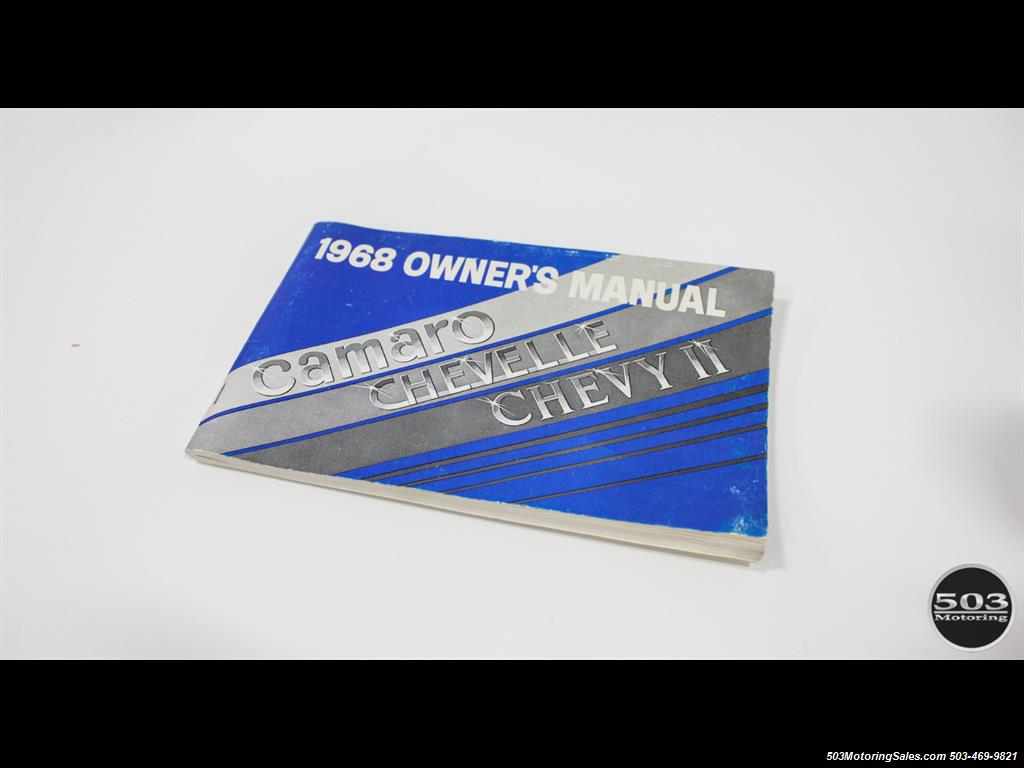 1968 OWNER'S MANUAL
camaro
CHEVELLE
CHEVY II
503
Motoring
503MotoringSales.com 503-469-9821